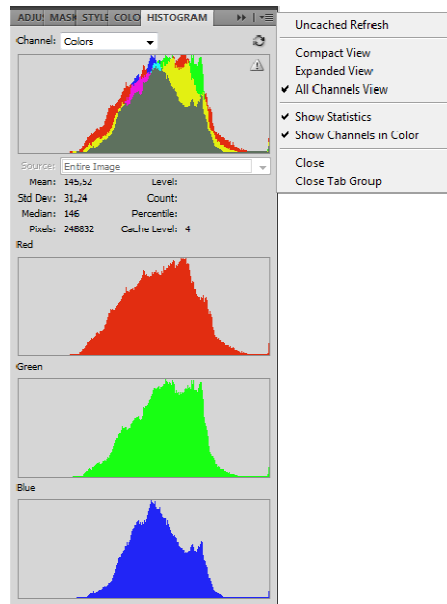 ADJUS MASK STYLE COLO HISTOGRAM
Channel: Colors
Source: Entire Image
Mean: 145,52 Level:
Std Dev: 31,24 Count:
Median: 146 Percentile:
Pixels: 248832 Cache Level: 4
Red
Green
Blue
Uncached Refresh
Compact View
Expanded View
All Channels View
Show Statistics
Show Channels in Color
Close
Close Tab Group